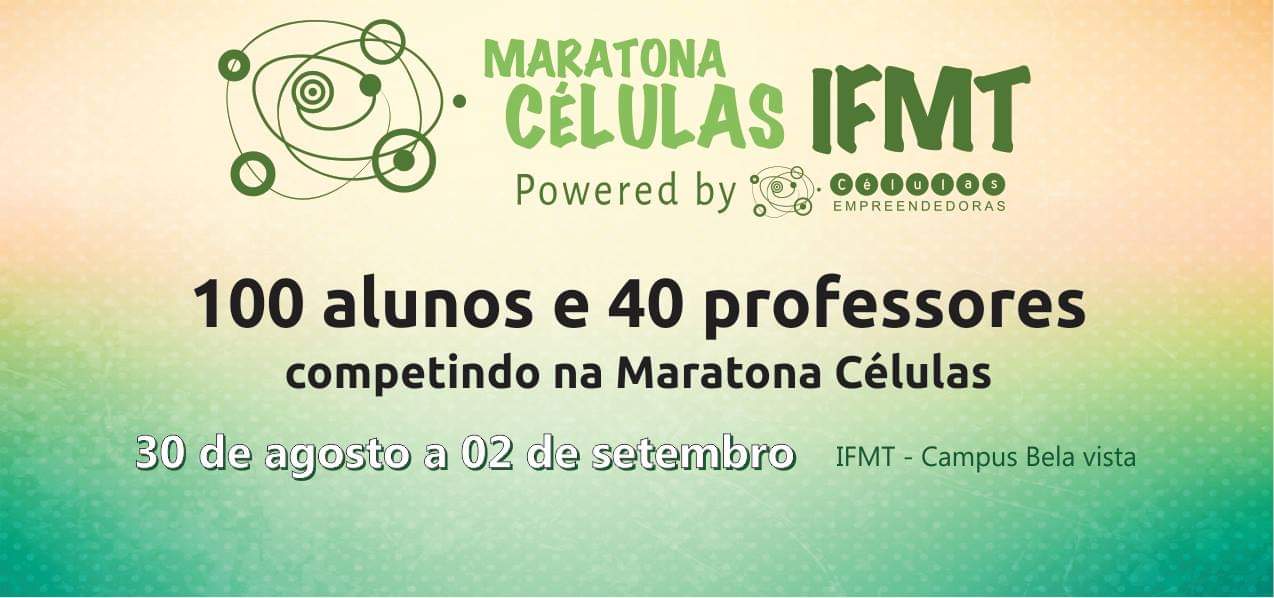 MARATONA
CÉLULAS IFMT
Powered by Células
EMPREENDEDORAS
100 alunos e 40 professores
competindo na Maratona Células
30 de agosto a 02 de setembro IFMT - Campus Bela vista